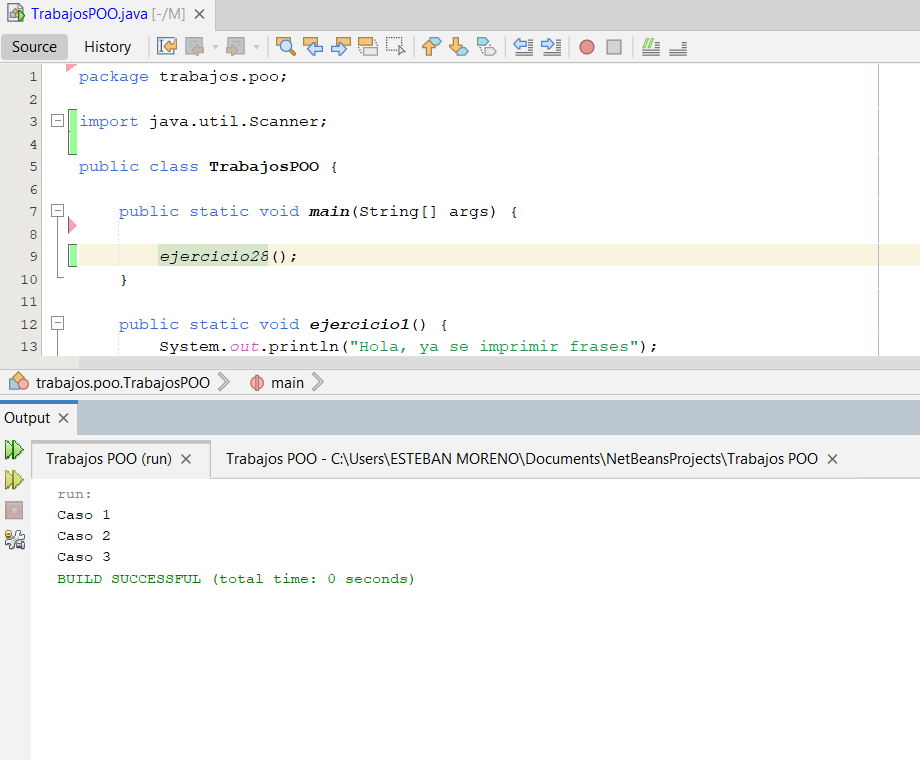 TrabajosPOO.java [-/M]
Source History
1 package trabajos.poo;
2
3 import java.util.Scanner;
4
5 public class TrabajosPOO {
6
7 public static void main(String[] args) {
8
9 ejercicio28();
10 }
11
12 public static void ejercicio1() {
13 System.out.println("Hola, ya se imprimir frases");
trabajos.poo.TrabajosPOO main
Output
Trabajos POO (run) Trabajos POO - C:\Users\ESTEBAN MORENO\Documents\NetBeansProjects\Trabajos POO
run:
Caso 1
Caso 2
Caso 3
BUILD SUCCESSFUL (total time: 0 seconds)